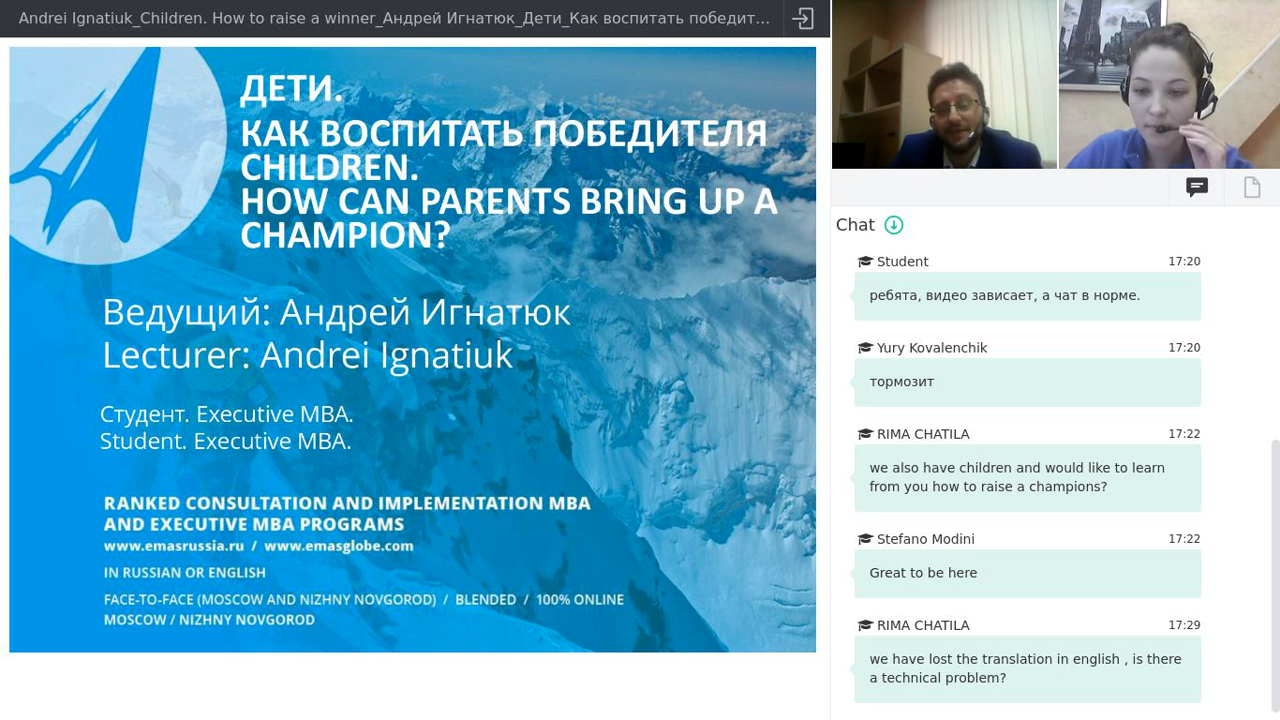 Andrei Ignatiuk_Children. How to raise a winner_Андрей Игнатюк_Дети_Как воспитать победит...
ДЕТИ.
КАК ВОСПИТАТЬ ПОБЕДИТЕЛЯ
CHILDREN.
HOW CAN PARENTS BRING UP A
CHAMPION?
Ведущий: Андрей Игнатюк
Lecturer: Andrei Ignatiuk
Студент. Executive MBA.
Student. Executive MBA.
RANKED CONSULTATION AND IMPLEMENTATION MBA
AND EXECUTIVE MBA PROGRAMS
www.emasrussia.ru / www.emasglobe.com
IN RUSSIAN OR ENGLISH
FACE-TO-FACE (MOSCOW AND NIZHNY NOVGOROD) / BLENDED / 100% ONLINE
MOSCOW / NIZHNY NOVGOROD
Chat
Student 17:20
ребята, видео зависает, а чат в норме.
Yury Kovalenchik 17:20
тормозит
RIMA CHATILA 17:22
we also have children and would like to learn
from you how to raise a champions?
Stefano Modini 17:22
Great to be here
RIMA CHATILA 17:29
we have lost the translation in english , is there
a technical problem?